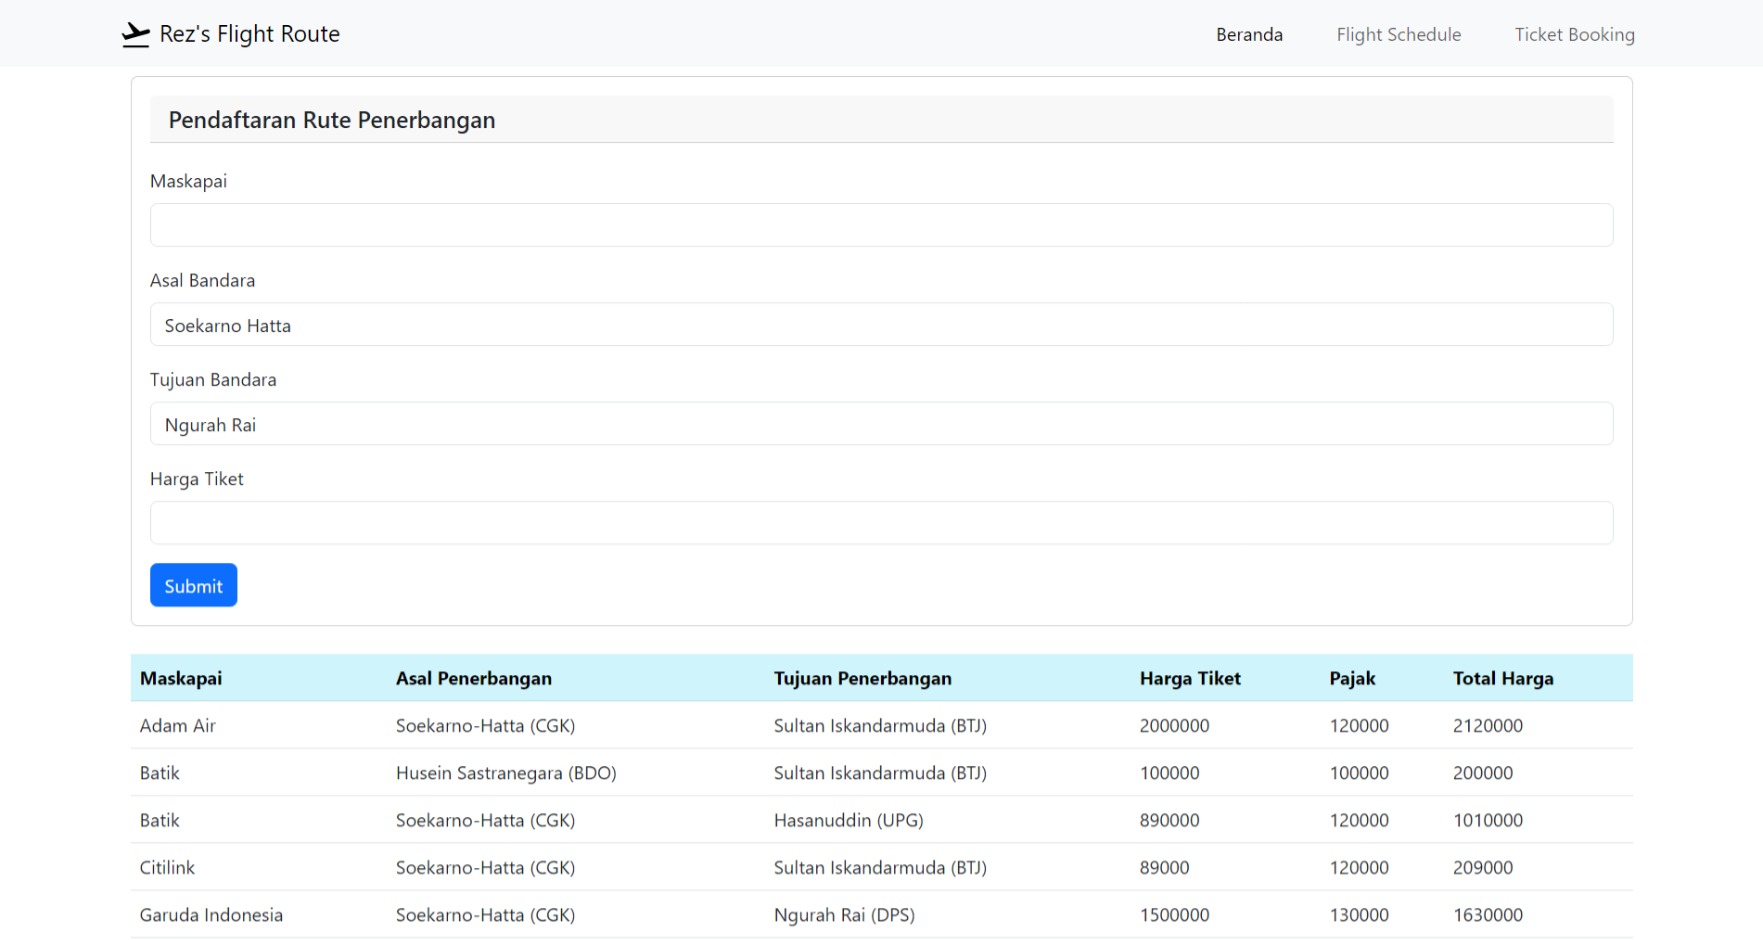 Rez's Flight Route Beranda Flight Schedule Ticket Booking
Pendaftaran Rute Penerbangan
Maskapai
Asal Bandara
Soekarno Hatta
Tujuan Bandara
Ngurah Rai
Harga Tiket
Submit
Maskapai Asal Penerbangan Tujuan Penerbangan Harga Tiket Pajak Total Harga
Adam Air Soekarno-Hatta (CGK) Sultan Iskandarmuda (BTJ) 2000000 120000 2120000
Batik Husein Sastranegara (BDO) Sultan Iskandarmuda (BTJ) 100000 100000 200000
Batik Soekarno-Hatta (CGK) Hasanuddin (UPG) 890000 120000 1010000
Citilink Soekarno-Hatta (CGK) Sultan Iskandarmuda (BTJ) 89000 120000 209000
Garuda Indonesia Soekarno-Hatta (CGK) Ngurah Rai (DPS) 1500000 130000 1630000